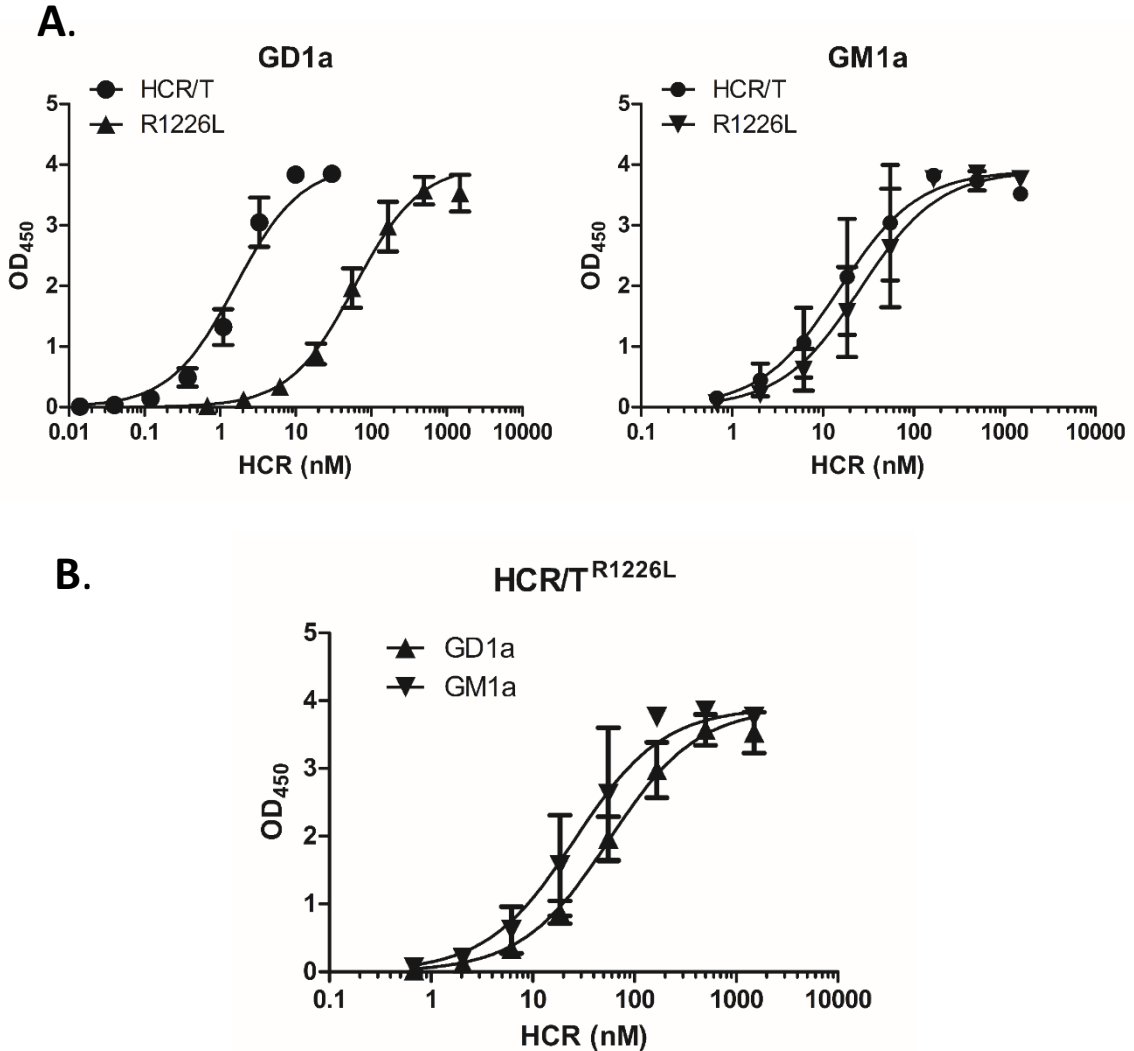 A.
GD1a
HCR/T
R1226L
5
4
3
2
1
0
OD450
0.01 0.1 1 10 100 1000 10000
HCR (nM)
GM1a
HCR/T
R1226L
5
4
3
2
1
0
OD450
0.1 1 10 100 1000 10000
HCR (nM)
B.
HCR/TR1226L
GD1a
GM1a
5
4
3
2
1
0
OD450
0.1 1 10 100 1000 10000
HCR (nM)